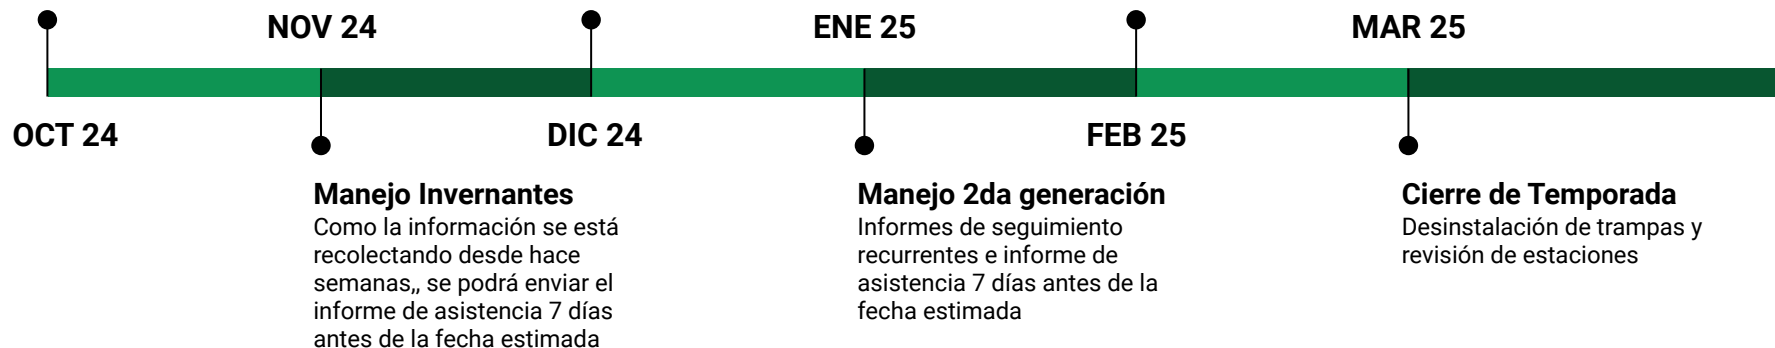 NOV 24
ENE 25
MAR 25
OCT 24
DIC 24
FEB 25
Manejo Invernantes
Como la información se está
recolectando desde hace
semanas,, se podrá enviar el
informe de asistencia 7 días
antes de la fecha estimada
Manejo 2da generación
Informes de seguimiento
recurrentes e informe de
asistencia 7 días antes de la
fecha estimada
Cierre de Temporada
Desinstalación de trampas y
revisión de estaciones